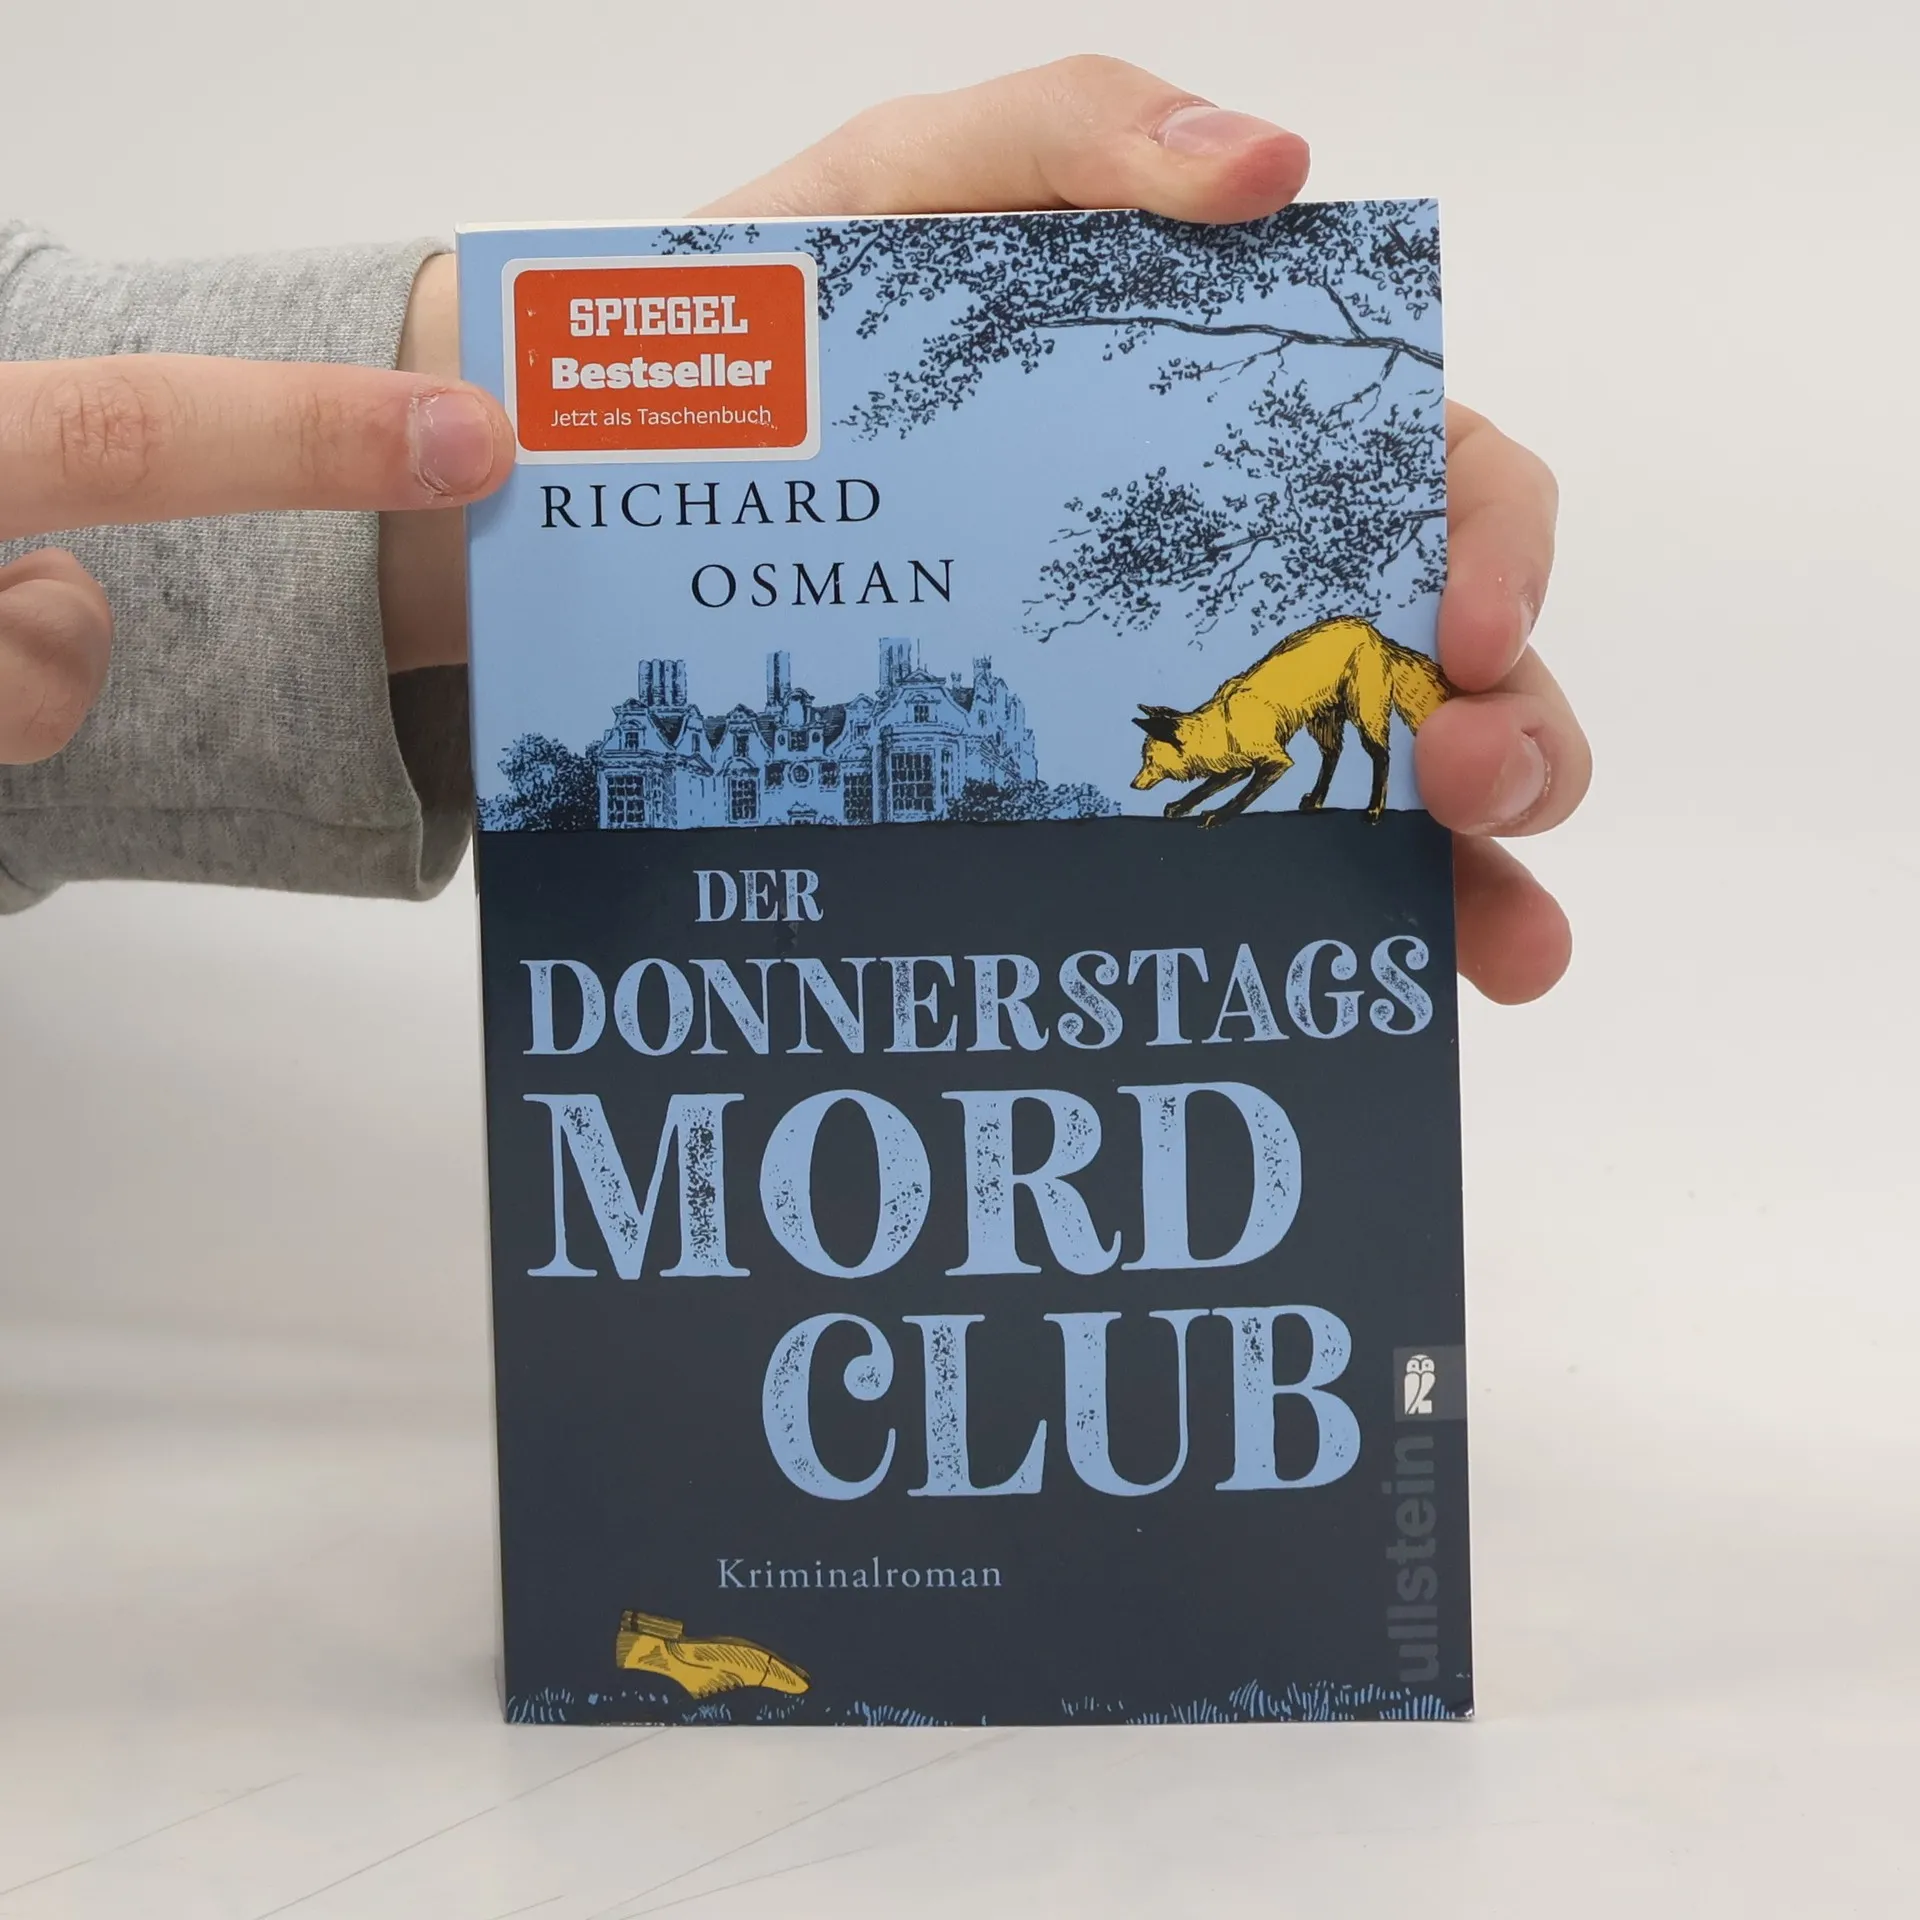 SPIEGEL
Bestseller
Jetzt als Taschenbuch
RICHARD
OSMAN
DER
DONNERSTAGS
MORD
CLUB
Kriminalroman
ullstein